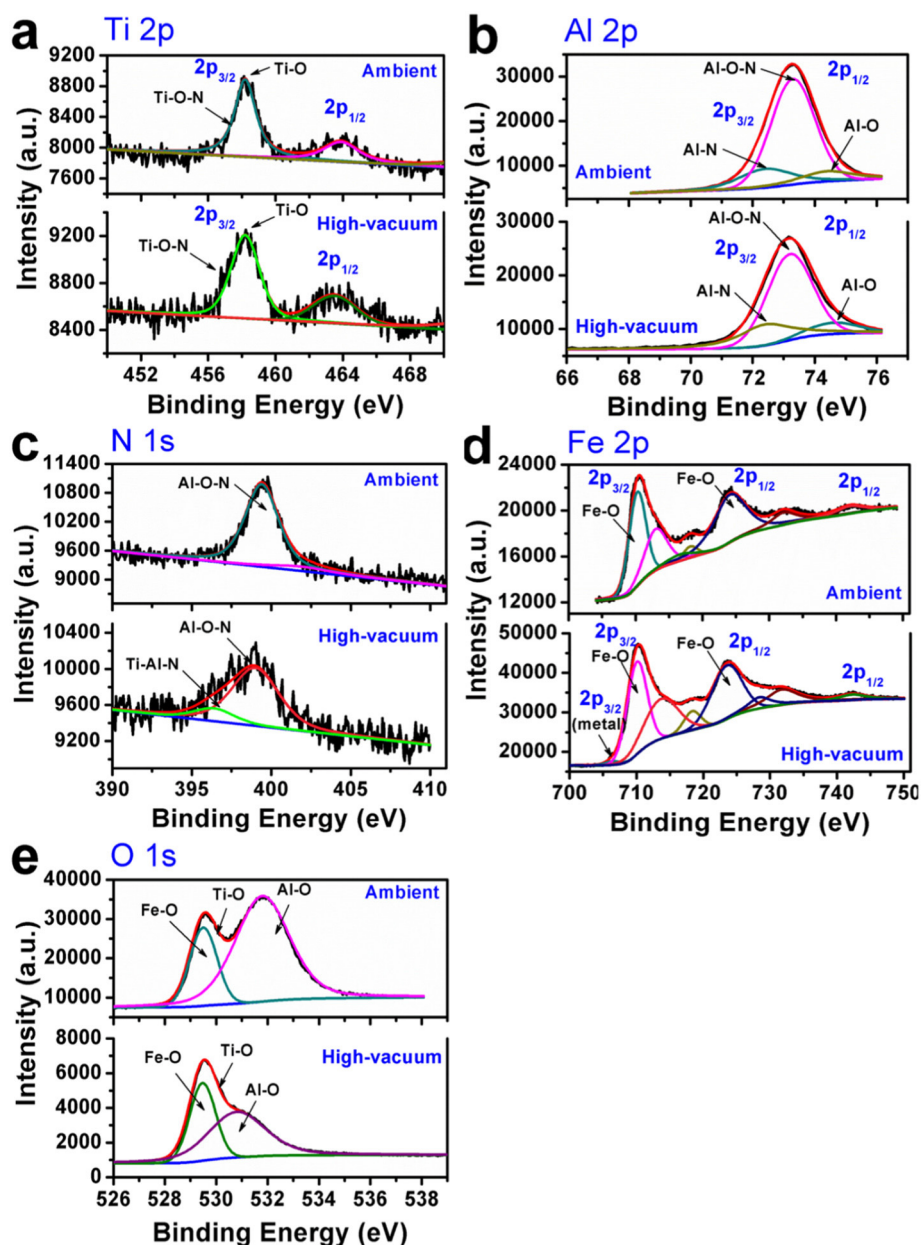 a Ti 2p
9200
8800
8400
8000
7600
2p3/2
Ti-O
Ambient
Ti-O-N
2p1/2
9200
8400
2p3/2
Ti-O
High-vacuum
Ti-O-N
2p1/2
Intensity (a.u.)
452 456 460 464 468
Binding Energy (eV)
b Al 2p
30000
20000
10000
0
Al-O-N
2p1/2
2p3/2
Al-N
Al-O
Ambient
30000
20000
10000
0
Al-O-N
2p1/2
2p3/2
Al-N
Al-O
High-vacuum
Intensity (a.u.)
66 68 70 72 74 76
Binding Energy (eV)
c N 1s
11400
10800
10200
9600
9000
Al-O-N
Ambient
10400
10000
9600
9200
Al-O-N
High-vacuum
Ti-Al-N
Intensity (a.u.)
390 395 400 405 410
Binding Energy (eV)
d Fe 2p
24000
20000
16000
12000
2p3/2
Fe-O
Fe-O
2p1/2
2p1/2
Ambient
50000
40000
30000
20000
2p3/2
Fe-O
Fe-O
2p1/2
2p1/2
2p3/2
(metal)
High-vacuum
Intensity (a.u.)
700 710 720 730 740 750
Binding Energy (eV)
e O 1s
40000
30000
20000
10000
0
Fe-O
Ti-O
Al-O
Ambient
8000
6000
4000
2000
0
Fe-O
Ti-O
Al-O
High-vacuum
Intensity (a.u.)
526 528 530 532 534 536 538
Binding Energy (eV)